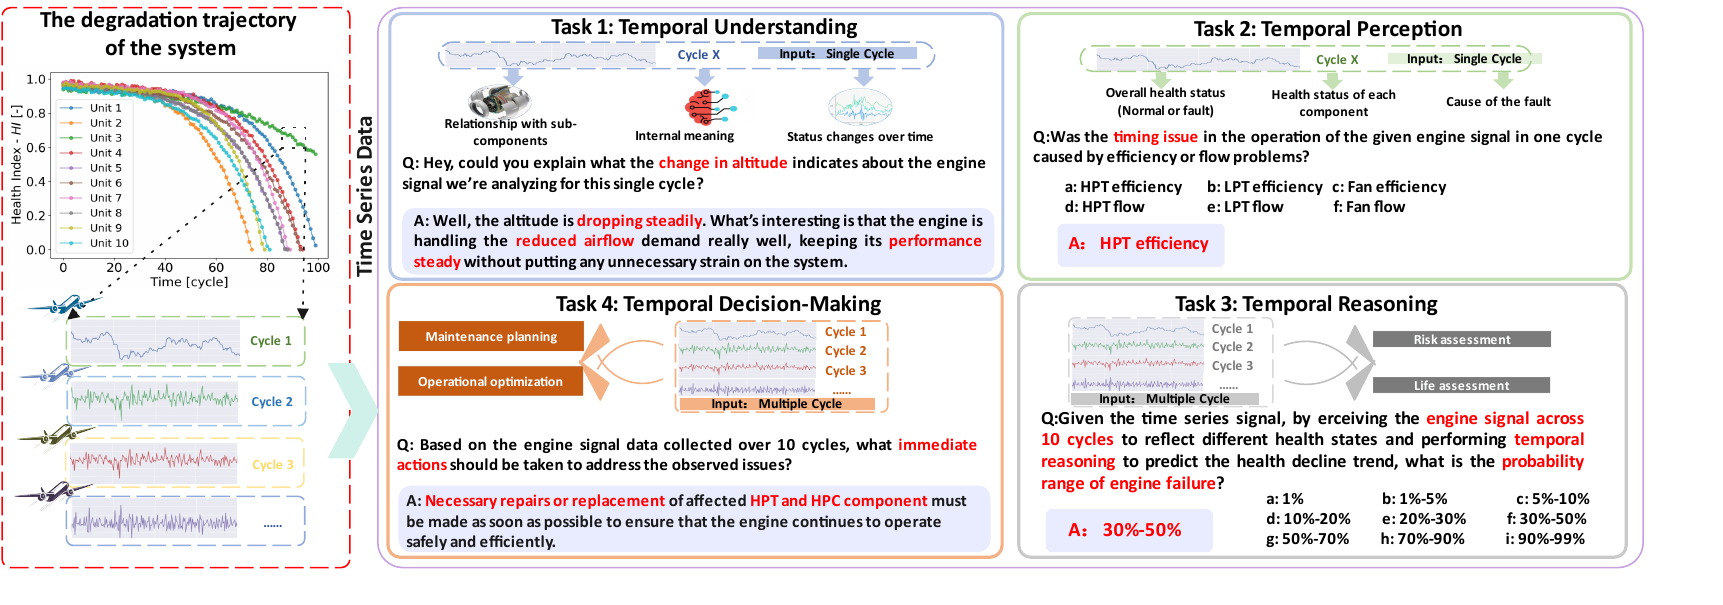 The degradation trajectory
of the system
Health Index - HI [-]
1.0
0.8
0.6
0.4
0.2
0.0
Unit 1
Unit 2
Unit 3
Unit 4
Unit 5
Unit 6
Unit 7
Unit 8
Unit 9
Unit 10
0 20 40 60 80 100
Time [cycle]
Cycle 1
Cycle 2
Cycle 3
......
Time Series Data
Task 1: Temporal Understanding
Cycle X
Input: Single Cycle
Relationship with sub-
components
Internal meaning
Status changes over time
Q: Hey, could you explain what the change in altitude indicates about the engine
signal we're analyzing for this single cycle?
A: Well, the altitude is dropping steadily. What's interesting is that the engine is
handling the reduced airflow demand really well, keeping its performance
steady without putting any unnecessary strain on the system.
Task 2: Temporal Perception
Cycle X
Input: Single Cycle
Overall health status
(Normal or fault)
Health status of each
component
Cause of the fault
Q:Was the timing issue in the operation of the given engine signal in one cycle
caused by efficiency or flow problems?
a: HPT efficiency b: LPT efficiency c: Fan efficiency
d: HPT flow e: LPT flow f: Fan flow
A: HPT efficiency
Task 4: Temporal Decision-Making
Maintenance planning
Operational optimization
Cycle 1
Cycle 2
Cycle 3
......
Input: Multiple Cycle
Q: Based on the engine signal data collected over 10 cycles, what immediate
actions should be taken to address the observed issues?
A: Necessary repairs or replacement of affected HPT and HPC component must
be made as soon as possible to ensure that the engine continues to operate
safely and efficiently.
Task 3: Temporal Reasoning
Cycle 1
Cycle 2
Cycle 3
......
Input: Multiple Cycle
Risk assessment
Life assessment
Q:Given the time series signal, by erceiving the engine signal across
10 cycles to reflect different health states and performing temporal
reasoning to predict the health decline trend, what is the probability
range of engine failure?
a: 1% b: 1%-5% c: 5%-10%
d: 10%-20% e: 20%-30% f: 30%-50%
g: 50%-70% h: 70%-90% i: 90%-99%
A: 30%-50%